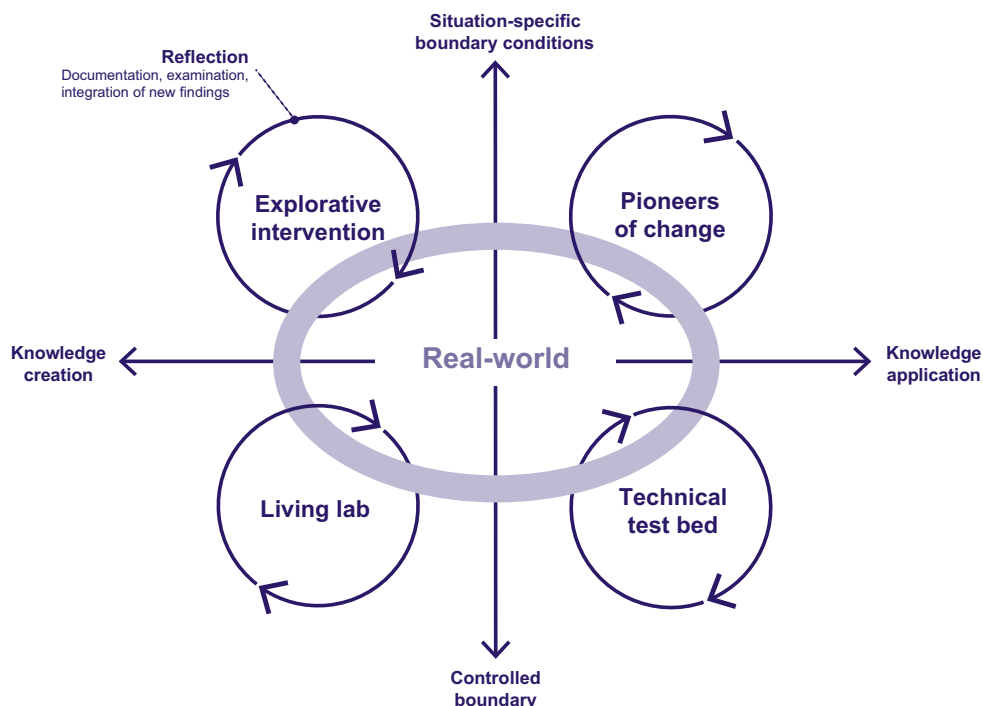 Situation-specific
boundary conditions
Reflection
Documentation, examination,
integration of new findings
Explorative
intervention
Pioneers
of change
Knowledge
creation
Real-world
Knowledge
application
Living lab
Technical
test bed
Controlled
boundary